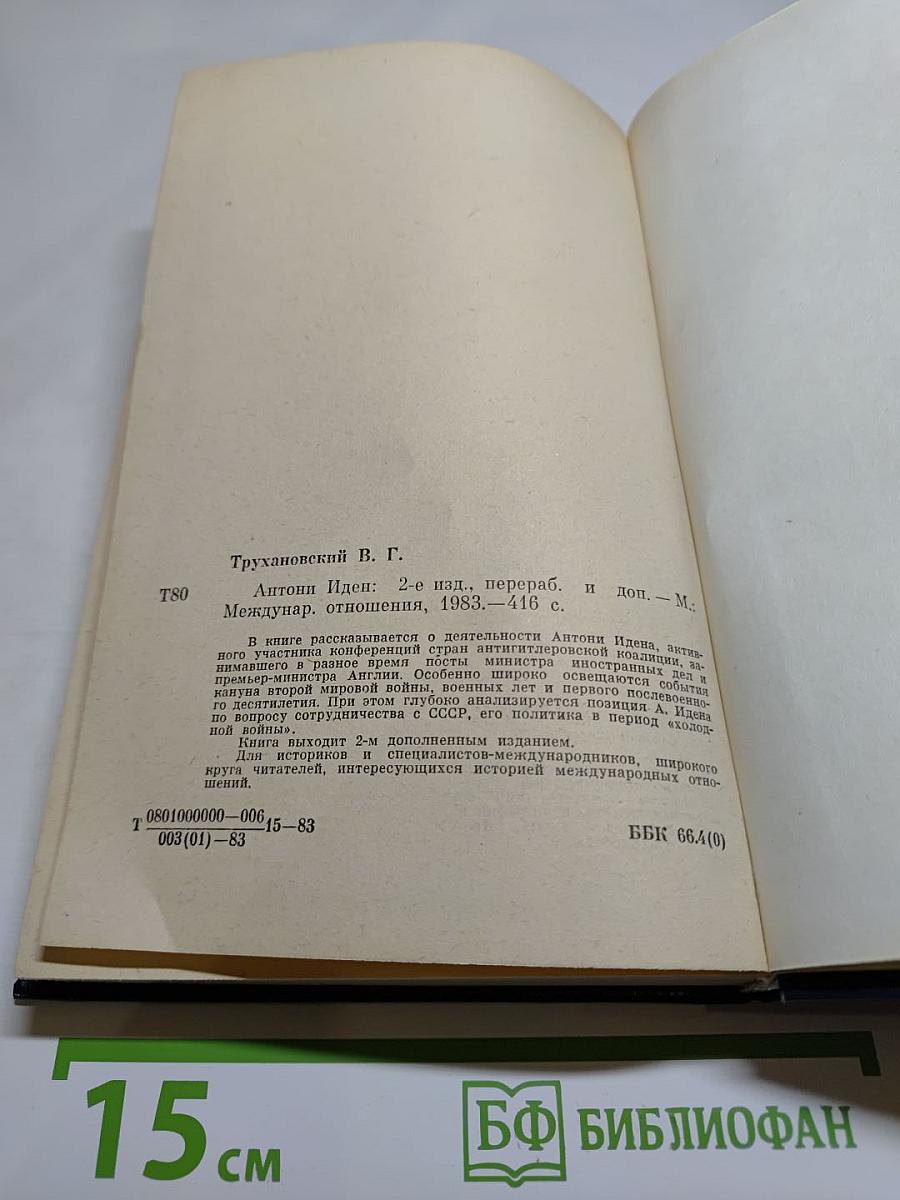 Трухановский В. Г.
Т80 Антони Иден: 2-е изд., перераб. и доп. — М.:
Междунар. отношения, 1983.—416 с.
В книге рассказывается о деятельности Антони Идена, актив-
ного участника конференций стран антигитлеровской коалиции, за-
нимавшего в разное время посты министра иностранных дел и
премьер-министра Англии. Особенно широко освещаются события
кануна второй мировой войны, военных лет и первого послевоенно-
го десятилетия. При этом глубоко анализируется позиция А. Идена
по вопросу сотрудничества с СССР, его политика в период «холод-
ной войны».
Книга выходит 2-м дополненным изданием.
Для историков и специалистов-международников, широкого
круга читателей, интересующихся историей международных отно-
шений.
Т 0801000000—006 15—83
003(01)—83
ББК 66.4(0)
15 см
БФ БИБЛИОФАН